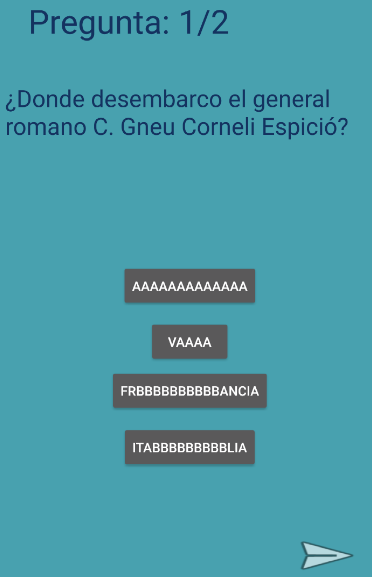 Pregunta: 1/2
¿Donde desembarco el general
romano C. Gneu Corneli Espició?
AAAAAAAAAAAAA
VAAAA
FRBBBBBBBBBBANCIA
ITABBBBBBBBBLIA